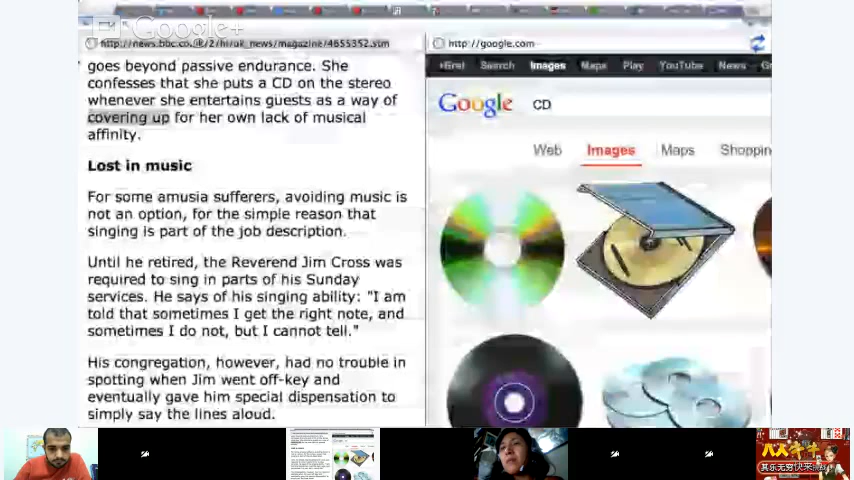 Google+
http://news.bbc.co.uk/2/hi/uk_news/magazine/4655352.stm
goes beyond passive endurance. She
confesses that she puts a CD on the stereo
whenever she entertains guests as a way of
covering up for her own lack of musical
affinity.
Lost in music
For some amusia sufferers, avoiding music is
not an option, for the simple reason that
singing is part of the job description.
Until he retired, the Reverend Jim Cross was
required to sing in parts of his Sunday
services. He says of his singing ability: "I am
told that sometimes I get the right note, and
sometimes I do not, but I cannot tell."
His congregation, however, had no trouble in
spotting when Jim went off-key and
eventually gave him special dispensation to
simply say the lines aloud.
http://google.com
Search Images Maps Play YouTube News
Google CD
Web Images Maps Shoppin
其乐无穷快来